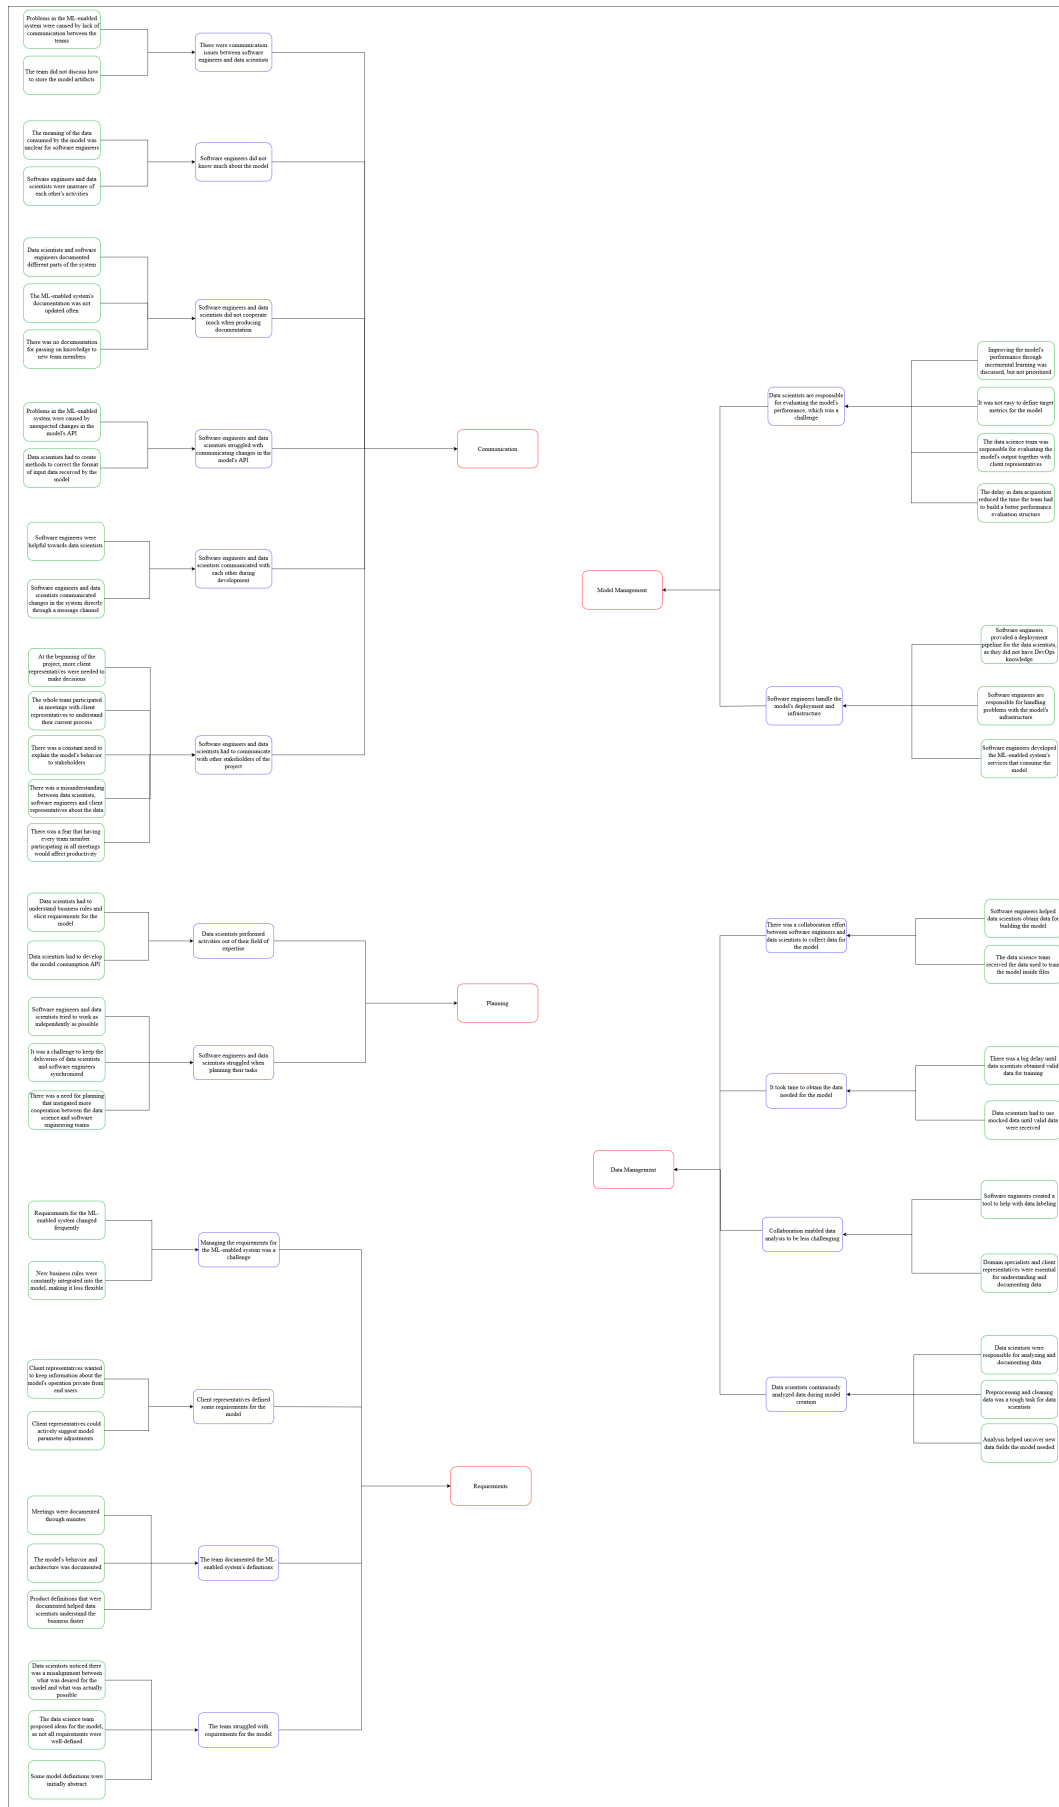 Problems in the ML-enabled
system were caused by lack of
communication between the
teams
The team did not discuss how
to store the model artifacts
There were communication
issues between software
engineers and data scientists
The meaning of the data
consumed by the model was
unclear for software engineers
Software engineers and data
scientists were unaware of
each other's activities
Software engineers did not
know much about the model
Data scientists and software
engineers documented
different parts of the system
The ML-enabled system's
documentation was not
updated often
There was no documentation
for passing on knowledge to
new team members
Software engineers and data
scientists did not cooperate
much when producing
documentation
Problems in the ML-enabled
system were caused by
unexpected changes in the
model's API
Data scientists had to create
methods to correct the format
of input data received by the
model
Software engineers and data
scientists struggled with
communicating changes in the
model's API
Communication
Software engineers were
helpful towards data scientists
Software engineers and data
scientists communicated
changes in the system directly
through a message channel
Software engineers and data
scientists communicated with
each other during
development
At the beginning of the
project, more client
representatives were needed to
make decisions
The whole team participated
in meetings with client
representatives to understand
their current process
There was a constant need to
explain the model's behavior
to stakeholders
There was a misunderstanding
between data scientists,
software engineers and client
representatives about the data
There was a fear that having
every team member
participating in all meetings
would affect productivity
Software engineers and data
scientists had to communicate
with other stakeholders of the
project
Data scientists had to
understand business rules and
elicit requirements for the
model
Data scientists had to develop
the model consumption API
Data scientists performed
activities out of their field of
expertise
Planning
Software engineers and data
scientists tried to work as
independently as possible
It was a challenge to keep the
deliveries of data scientists
and software engineers
synchronized
There was a need for planning
that instigated more
cooperation between the data
science and software
engineering teams
Software engineers and data
scientists struggled when
planning their tasks
Requirements for the ML-
enabled system changed
frequently
New business rules were
constantly integrated into the
model, making it less flexible
Managing the requirements for
the ML-enabled system was a
challenge
Client representatives wanted
to keep information about the
model's operation private from
end users
Client representatives could
actively suggest model
parameter adjustments
Client representatives defined
some requirements for the
model
Requirements
Meetings were documented
through minutes
The model's behavior and
architecture was documented
Product definitions that were
documented helped data
scientists understand the
business faster
The team documented the ML-
enabled system's definitions
Data scientists noticed there
was a misalignment between
what was desired for the
model and what was actually
possible
The data science team
proposed ideas for the model,
as not all requirements were
well-defined
Some model definitions were
initially abstract
The team struggled with
requirements for the model
Model Management
Data scientists are responsible
for evaluating the model's
performance, which was a
challenge
Improving the model's
performance through
incremental learning was
discussed, but not prioritized
It was not easy to define target
metrics for the model
The data science team was
responsible for evaluating the
model's output together with
client representatives
The delay in data acquisition
reduced the time the team had
to build a better performance
evaluation structure
Software engineers handle the
model's deployment and
infrastructure
Software engineers
provided a deployment
pipeline for the data scientists,
as they did not have DevOps
knowledge
Software engineers are
responsible for handling
problems with the model's
infrastructure
Software engineers developed
the ML-enabled system's
services that consume the
model
Data Management
There was a collaboration effort
between software engineers and
data scientists to collect data for
the model
Software engineers helped
data scientists obtain data for
building the model
The data science team
received the data used to train
the model inside files
It took time to obtain the data
needed for the model
There was a big delay until
data scientists obtained valid
data for training
Data scientists had to use
mocked data until valid data
were received
Collaboration enabled data
analysis to be less challenging
Software engineers created a
tool to help with data labeling
Domain specialists and client
representatives were essential
for understanding and
documenting data
Data scientists continuously
analyzed data during model
creation
Data scientists were
responsible for analyzing and
documenting data
Preprocessing and cleaning
data was a tough task for data
scientists
Analysis helped uncover new
data fields the model needed